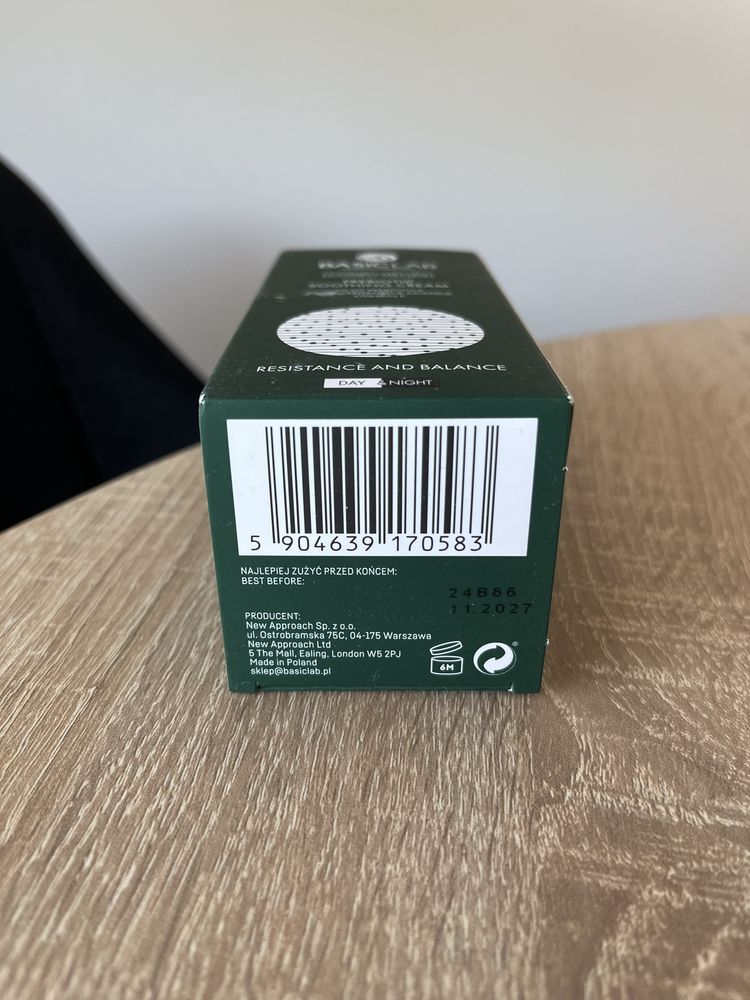 BASICLAB
SOOTHING CREAM
RESISTANCE AND BALANCE
DAY & NIGHT
5 904639 170583
NAJLEPIEJ ZUŻYĆ PRZED KOŃCEM:
BEST BEFORE:
24B86
11.2027
PRODUCENT:
New Approach Sp. z o.o.
ul. Ostrobramska 75C, 04-175 Warszawa
New Approach Ltd
5 The Mall, Ealing, London W5 2PJ
Made in Poland
sklep@basiclab.pl
6M